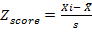 Z_score = (Xi − X̄) / s